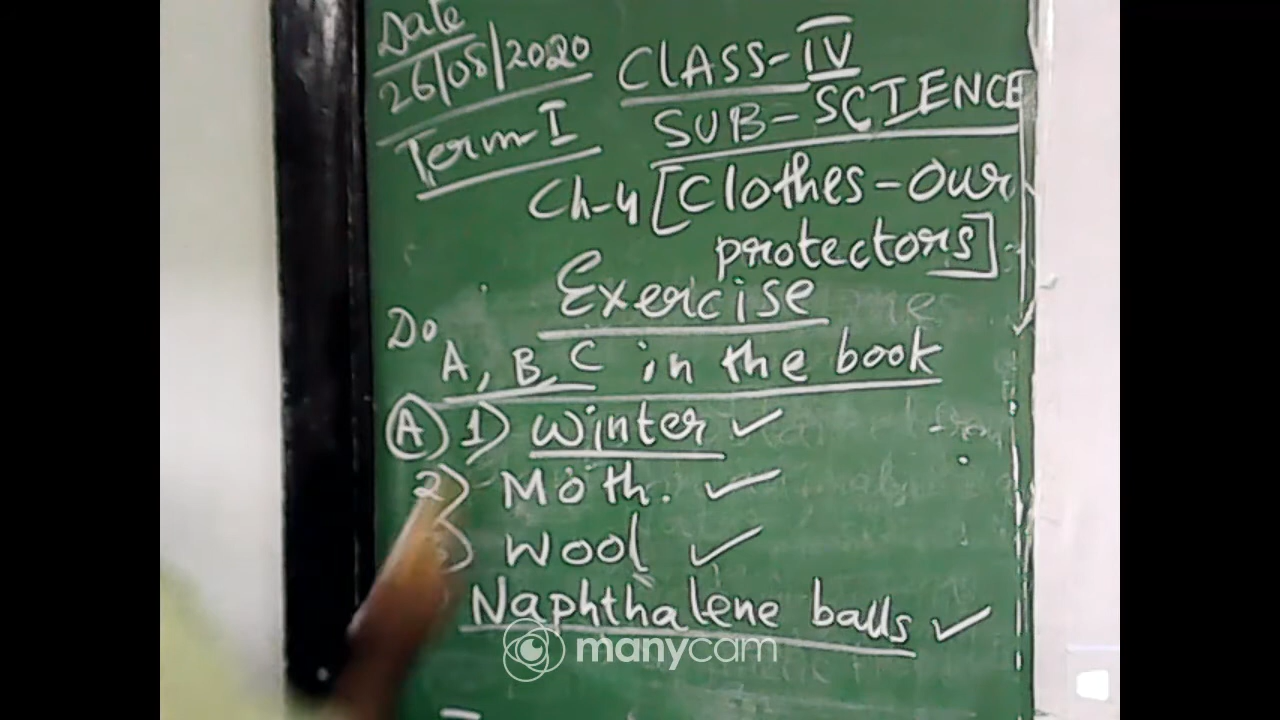 Date
26/08/2020
Term-I
CLASS-IV
SUB-SCIENCE
Ch-4 [Clothes-Our
protectors]
Exercise
Do
A, B, C in the book
A 1) Winter ✓
2) Moth. ✓
Wool ✓
Naphthalene balls ✓
manycam